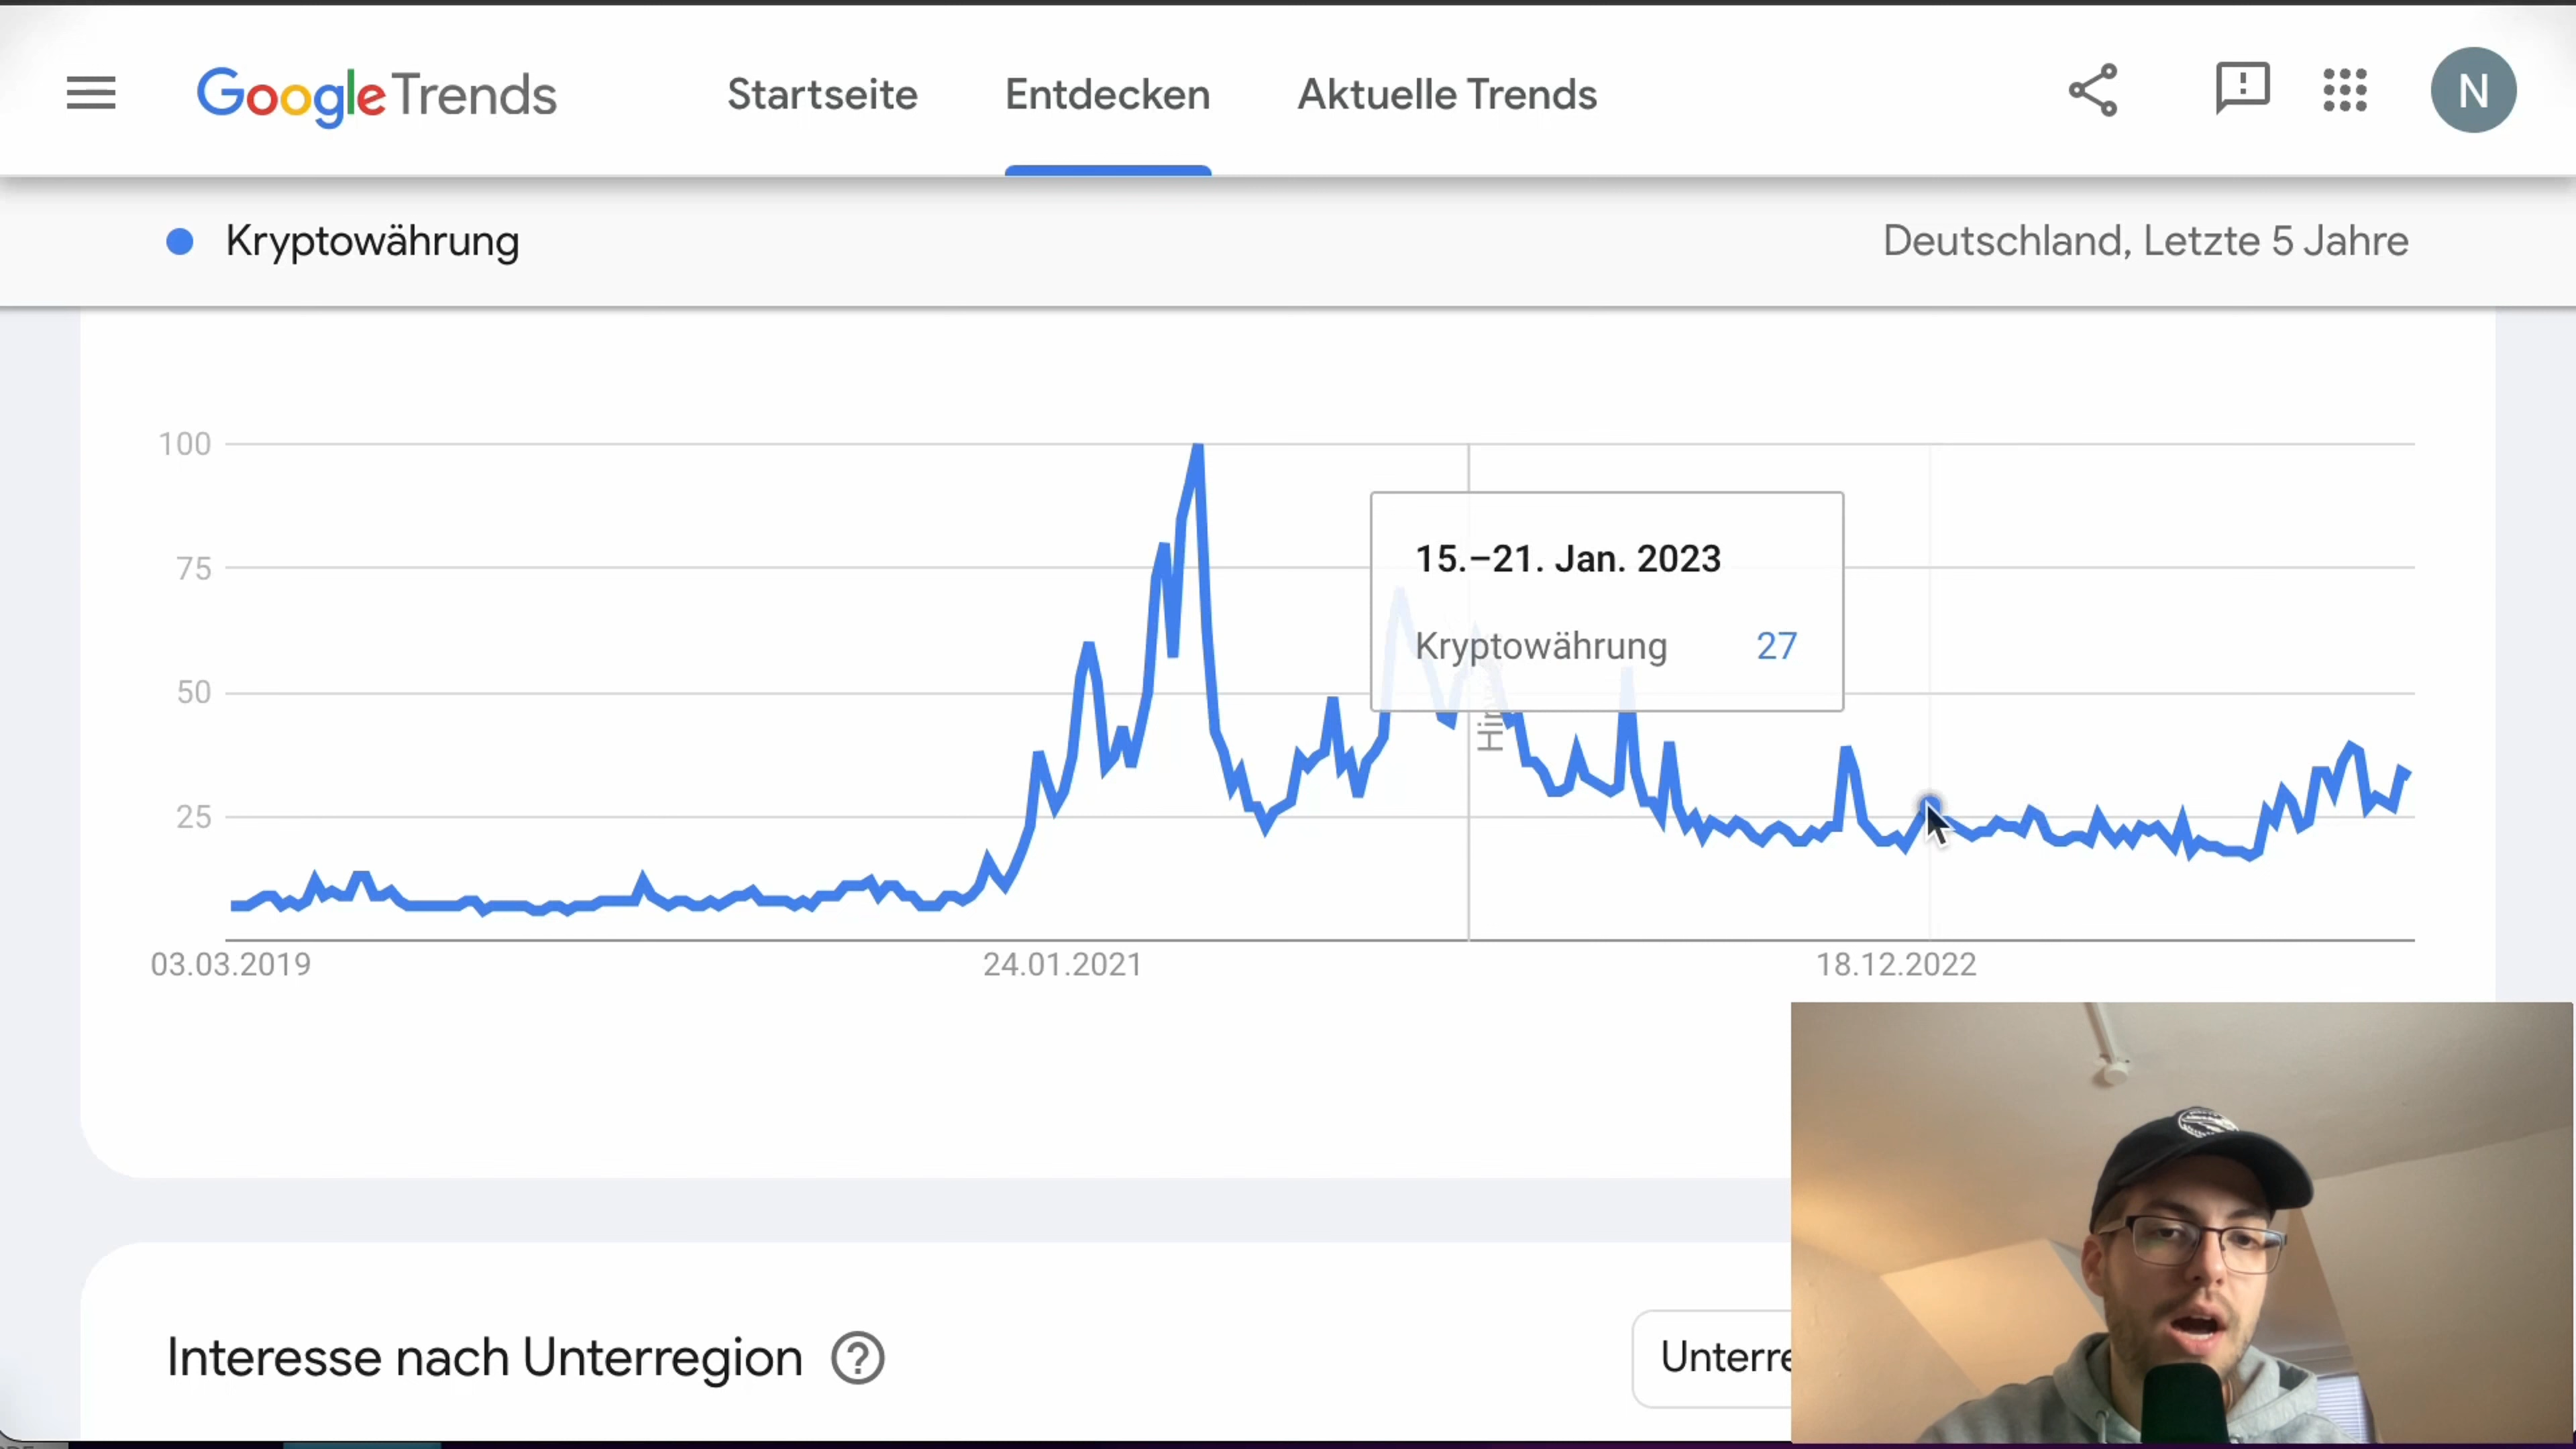 Google Trends
Startseite
Entdecken
Aktuelle Trends
N
Kryptowährung
Deutschland, Letzte 5 Jahre
100
75
50
25
15.–21. Jan. 2023
Kryptowährung 27
03.03.2019
24.01.2021
18.12.2022
Interesse nach Unterregion
?